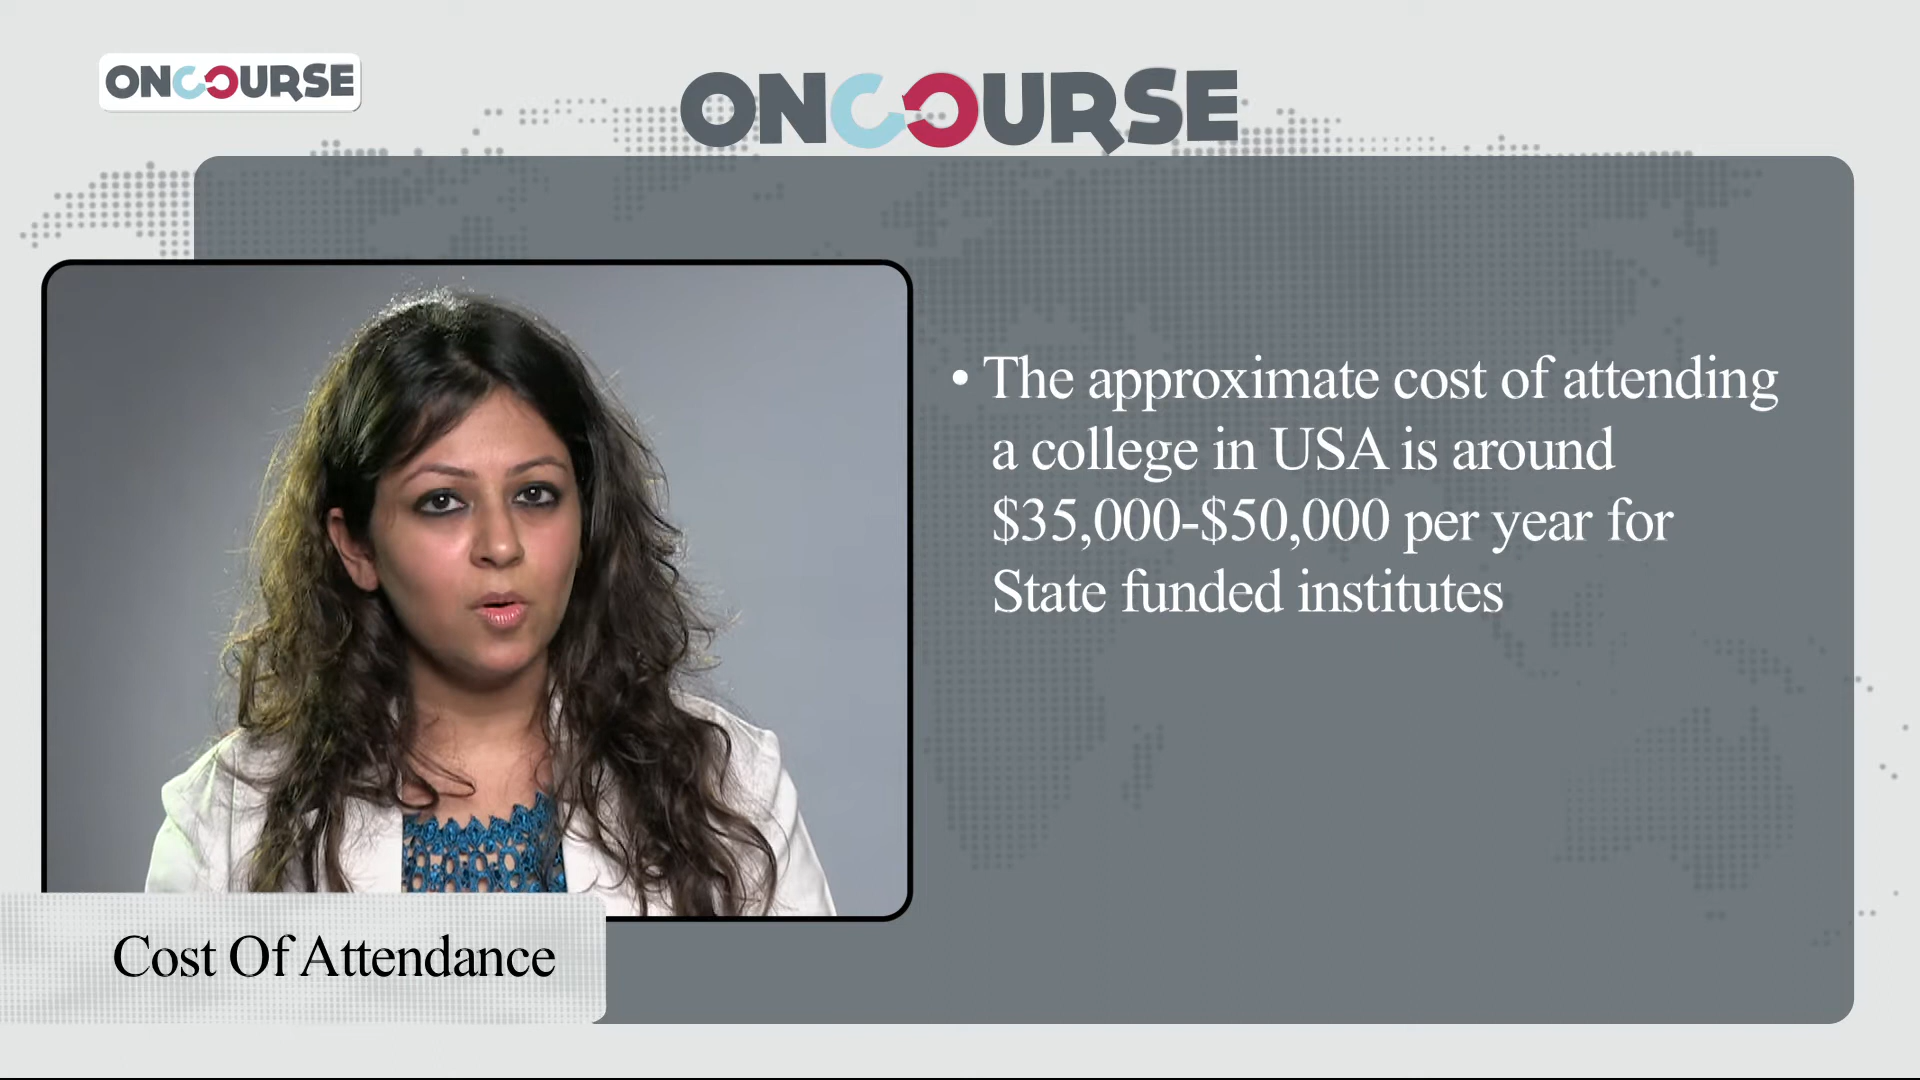 ONCOURSE
ONCOURSE
• The approximate cost of attending
a college in USA is around
$35,000-$50,000 per year for
State funded institutes
Cost Of Attendance